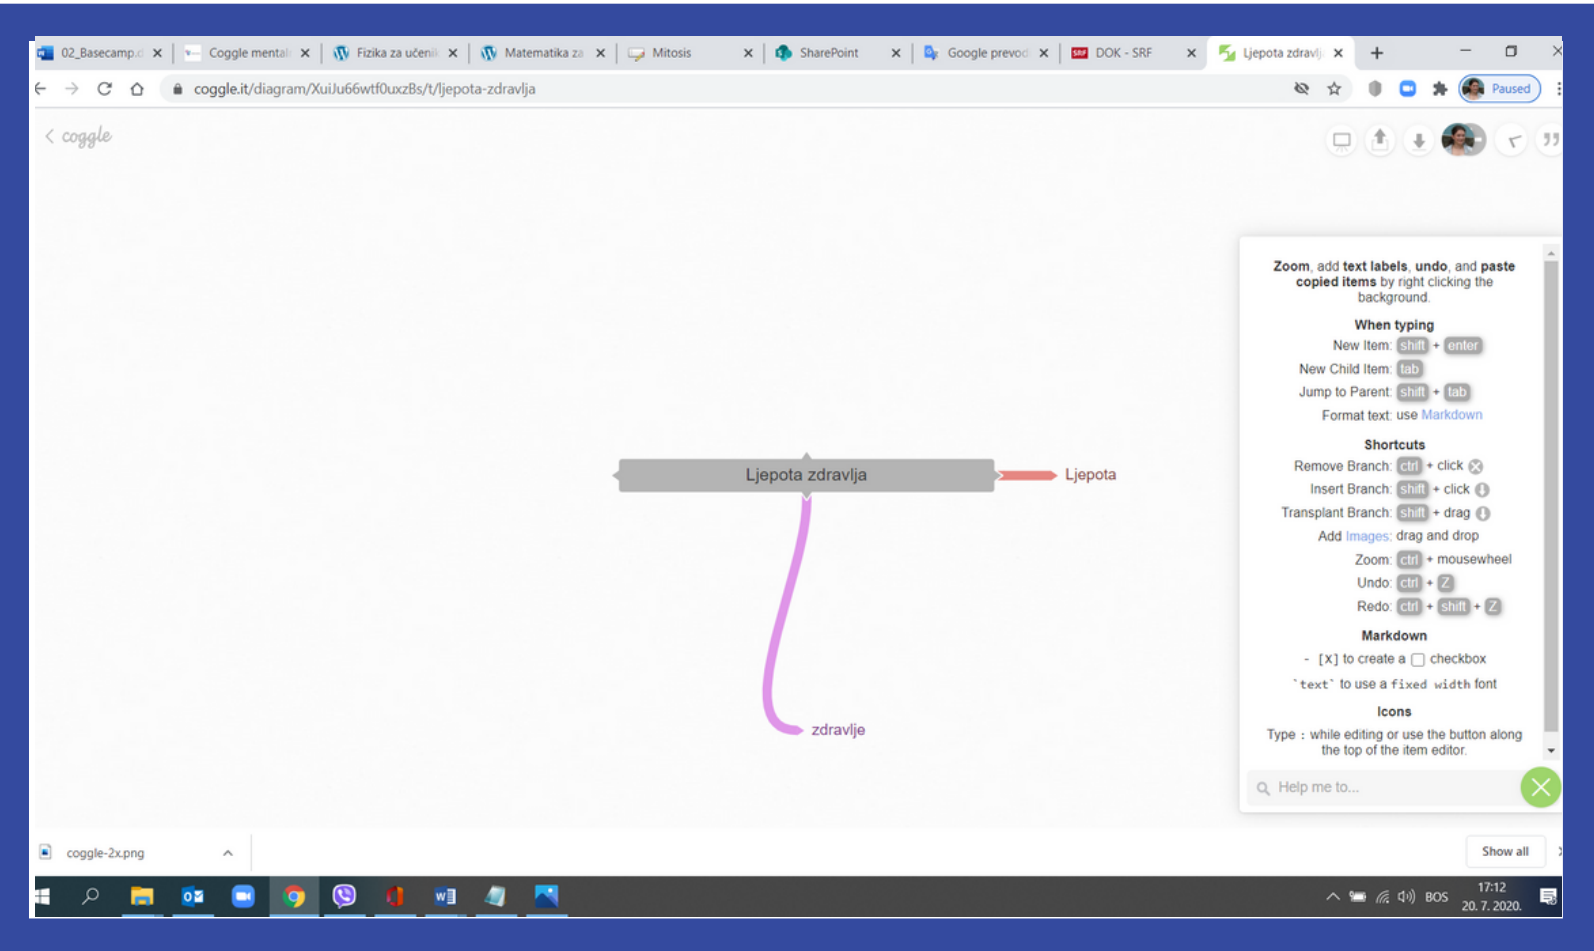 02_Basecamp.d
Coggle mental
Fizika za učenik
Matematika za
Mitosis
SharePoint
Google prevod
DOK - SRF
Ljepota zdravlj
coggle.it/diagram/XuiJu66wtf0uxzBs/t/ljepota-zdravlja
Paused
coggle
Zoom, add text labels, undo, and paste
copied items by right clicking the
background.
When typing
New Item: shift + enter
New Child Item: tab
Jump to Parent: shift + tab
Format text: use Markdown
Shortcuts
Remove Branch: ctrl + click
Insert Branch: shift + click
Transplant Branch: shift + drag
Add Images: drag and drop
Zoom: ctrl + mousewheel
Undo: ctrl + Z
Redo: ctrl + shift + Z
Markdown
- [X] to create a checkbox
`text` to use a fixed width font
Icons
Type : while editing or use the button along
the top of the item editor.
Help me to...
Ljepota zdravlja
Ljepota
zdravlje
coggle-2x.png
Show all
BOS
17:12
20. 7. 2020.